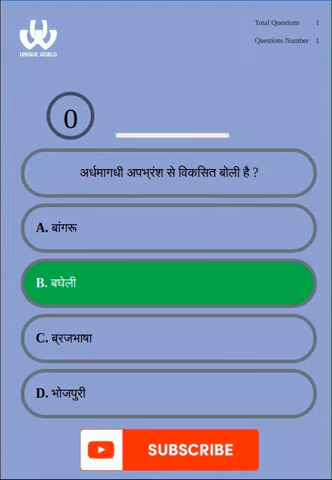 UNIQUE WORLD
Total Questions 1
Questions Number 1
0
अर्धमागधी अपभ्रंश से विकसित बोली है ?
A. बांगरू
B. बघेली
C. ब्रजभाषा
D. भोजपुरी
SUBSCRIBE